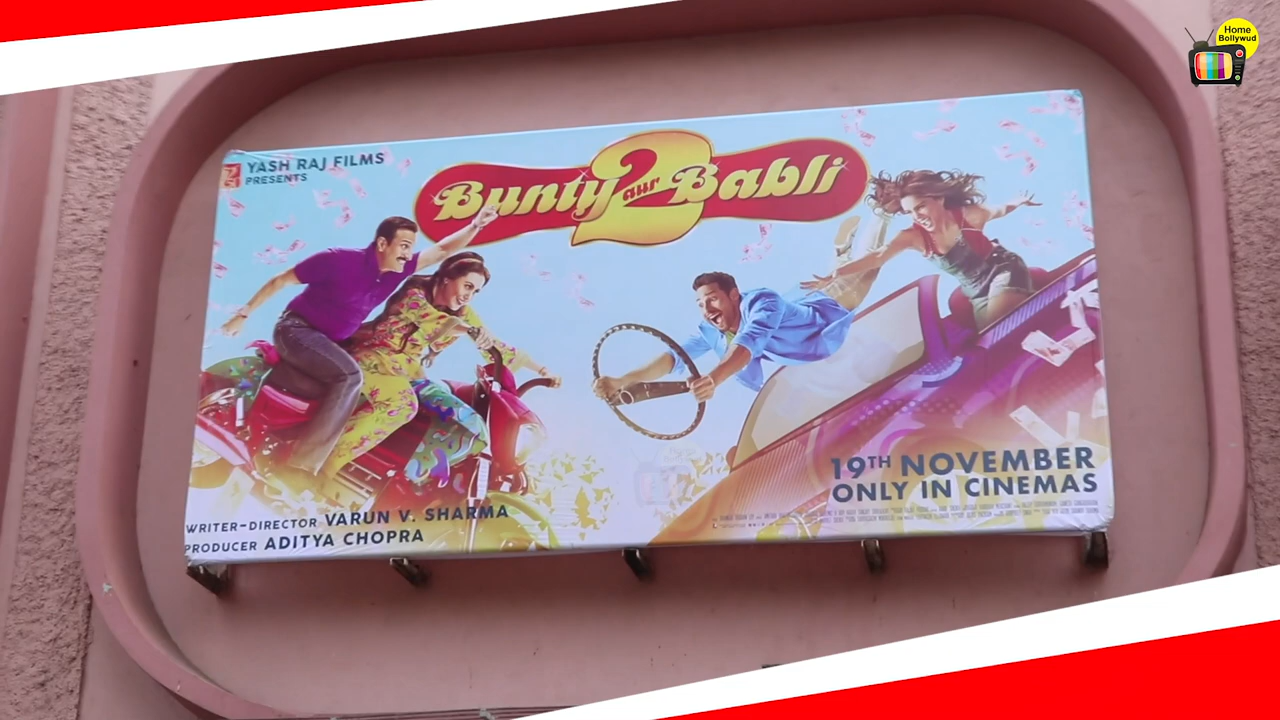 Home
Bollywud
YASH RAJ FILMS
PRESENTS
Bunty aur Babli 2
19TH NOVEMBER
ONLY IN CINEMAS
WRITER-DIRECTOR VARUN V. SHARMA
PRODUCER ADITYA CHOPRA